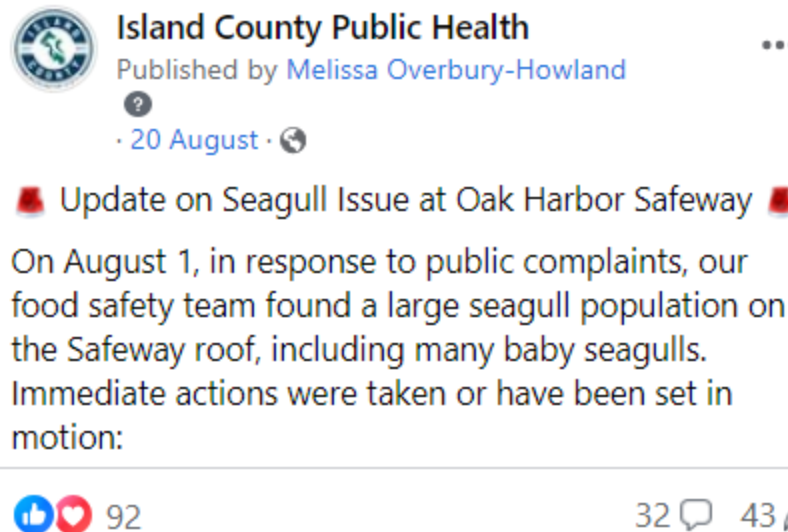 Island County Public Health
Published by Melissa Overbury-Howland
?
· 20 August ·
Update on Seagull Issue at Oak Harbor Safeway
On August 1, in response to public complaints, our
food safety team found a large seagull population on
the Safeway roof, including many baby seagulls.
Immediate actions were taken or have been set in
motion:
92 32 43